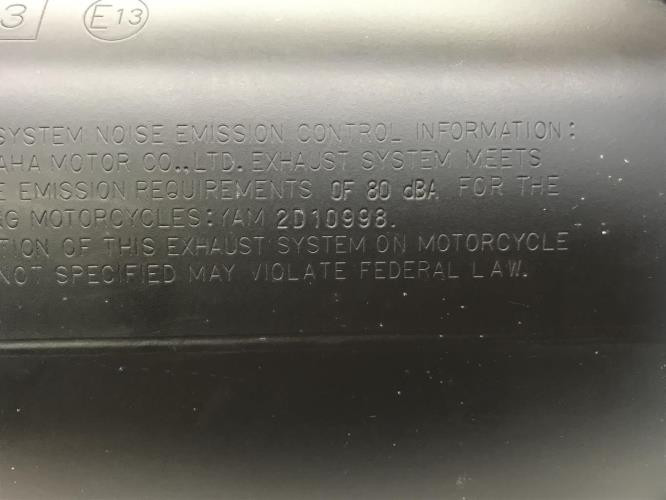 3 E13
SYSTEM NOISE EMISSION CONTROL INFORMATION:
AHA MOTOR CO.,LTD. EXHAUST SYSTEM MEETS
E EMISSION REQUIREMENTS OF 80 dBA FOR THE
G MOTORCYCLES: YAM 2D10998.
TION OF THIS EXHAUST SYSTEM ON MOTORCYCLE
NOT SPECIFIED MAY VIOLATE FEDERAL LAW.